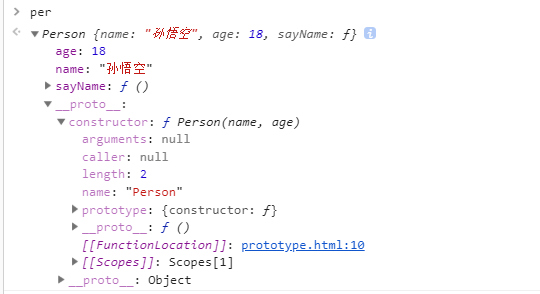 per
Person {name: "孙悟空", age: 18, sayName: ƒ} i
age: 18
name: "孙悟空"
sayName: ƒ ()
__proto__:
constructor: ƒ Person(name, age)
arguments: null
caller: null
length: 2
name: "Person"
prototype: {constructor: ƒ}
__proto__: ƒ ()
[[FunctionLocation]]: prototype.html:10
[[Scopes]]: Scopes[1]
__proto__: Object